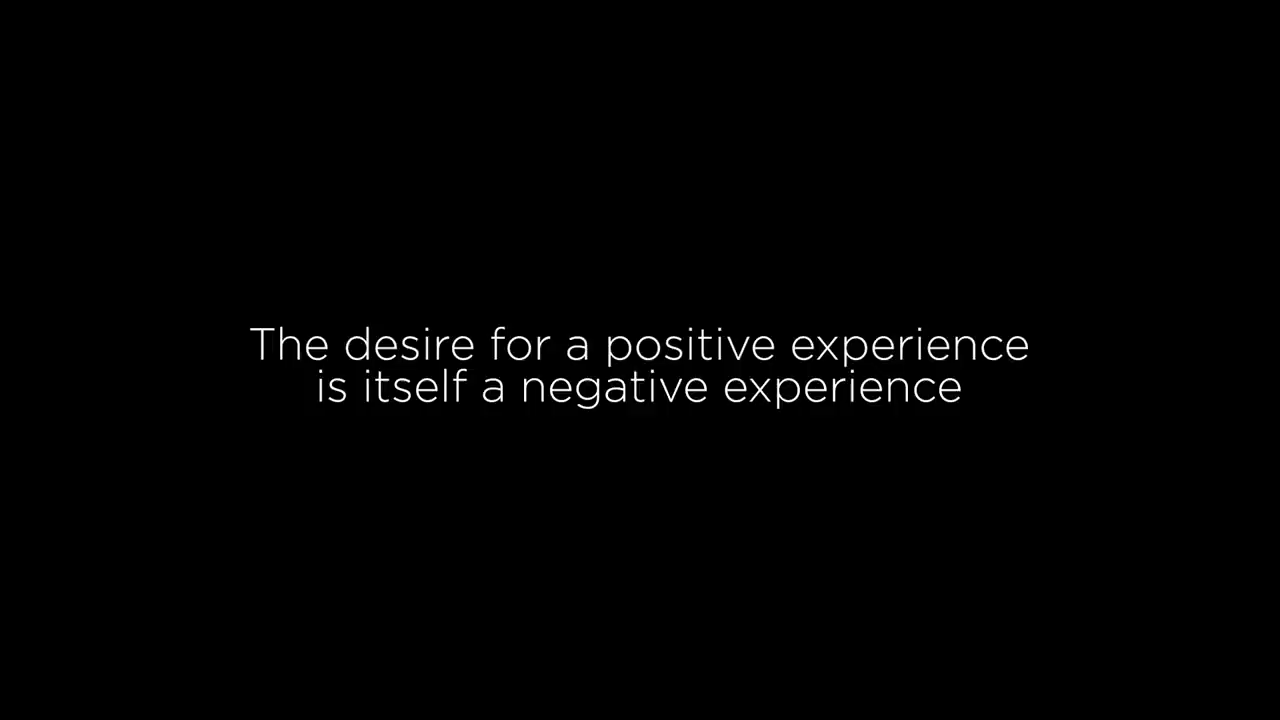 The desire for a positive experience
is itself a negative experience